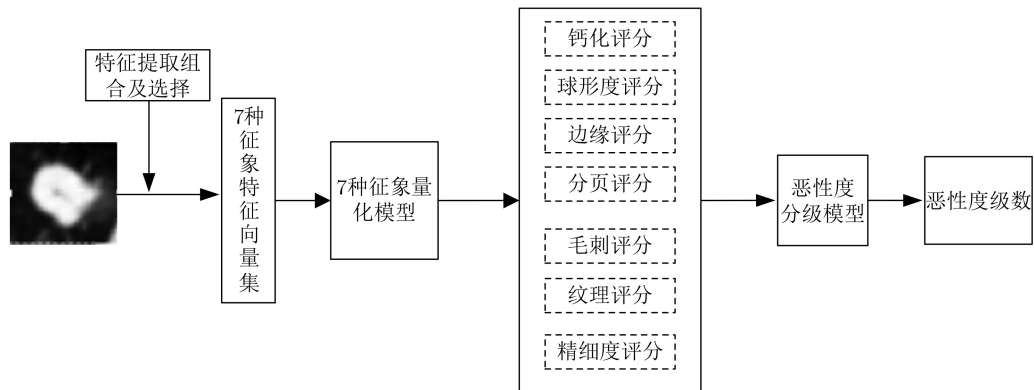 特征提取组
合及选择
7种
征
象
特
征
向
量
集
7种征象量
化模型
钙化评分
球形度评分
边缘评分
分页评分
毛刺评分
纹理评分
精细度评分
恶性度
分级模型
恶性度级数